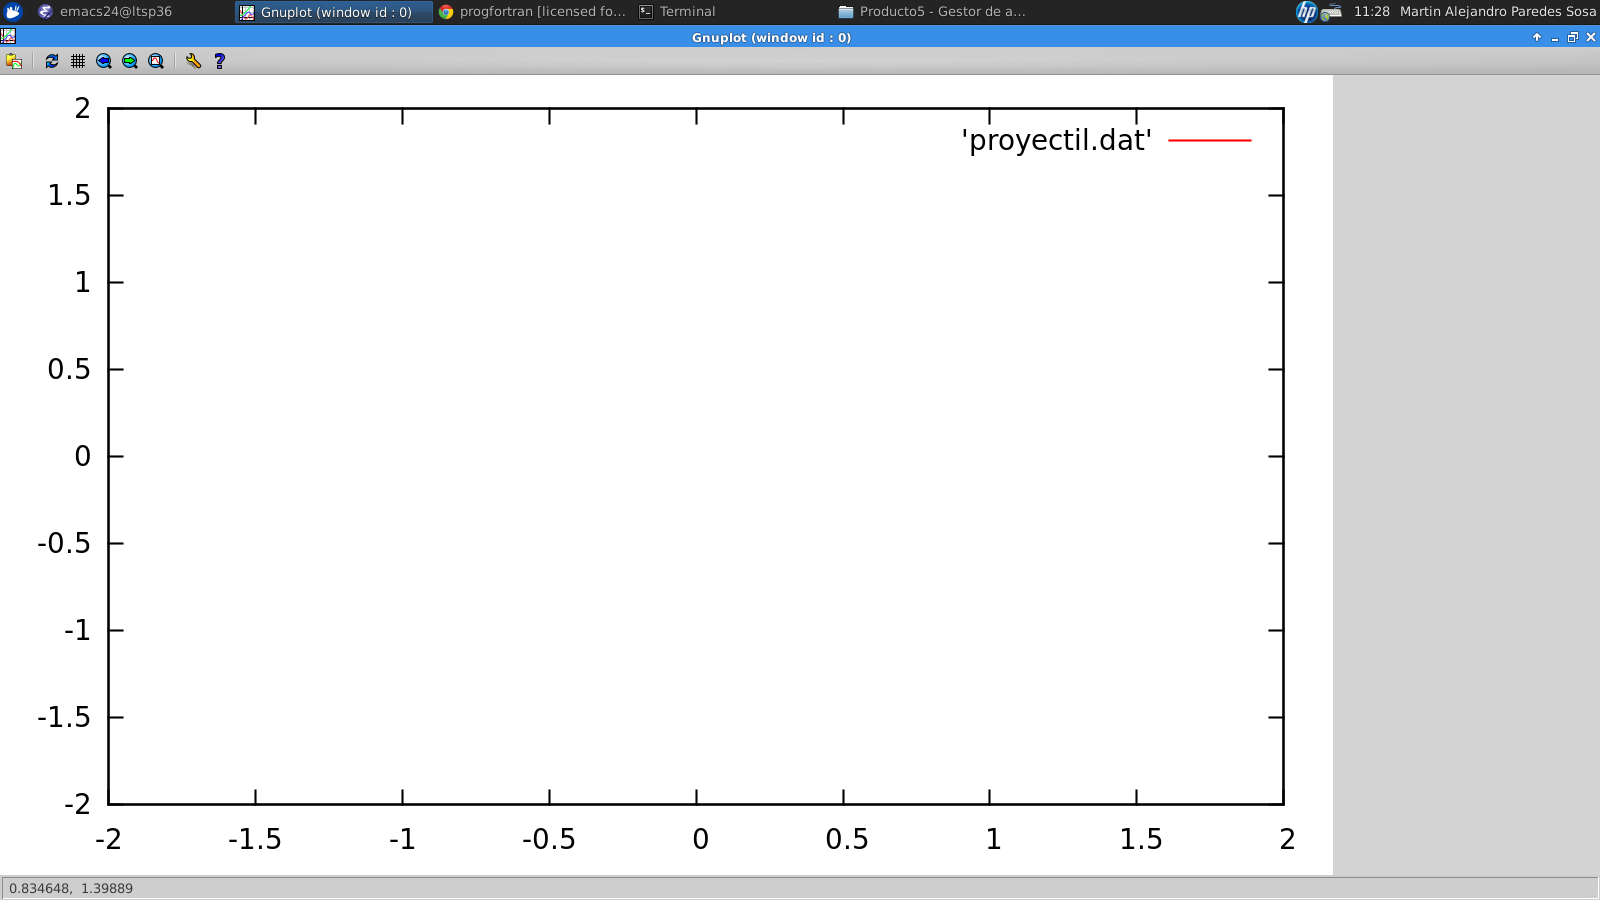 emacs24@ltsp36 Gnuplot (window id : 0) progfortran [licensed fo... Terminal Producto5 - Gestor de a... hp 11:28 Martin Alejandro Paredes Sosa
Gnuplot (window id : 0)
'proyectil.dat'
2
1.5
1
0.5
0
-0.5
-1
-1.5
-2
-2 -1.5 -1 -0.5 0 0.5 1 1.5 2
0.834648, 1.39889